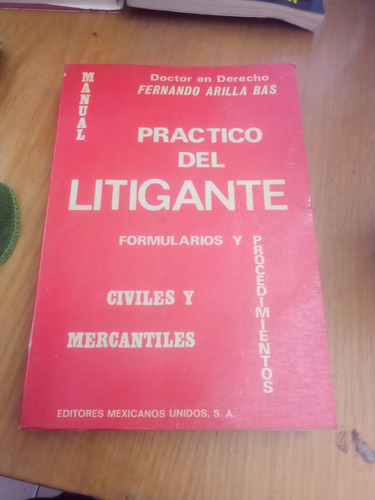 MANUAL
Doctor en Derecho
FERNANDO ARILLA BAS
PRACTICO
DEL
LITIGANTE
FORMULARIOS Y
PROCEDIMIENTOS
CIVILES Y
MERCANTILES
EDITORES MEXICANOS UNIDOS, S. A.